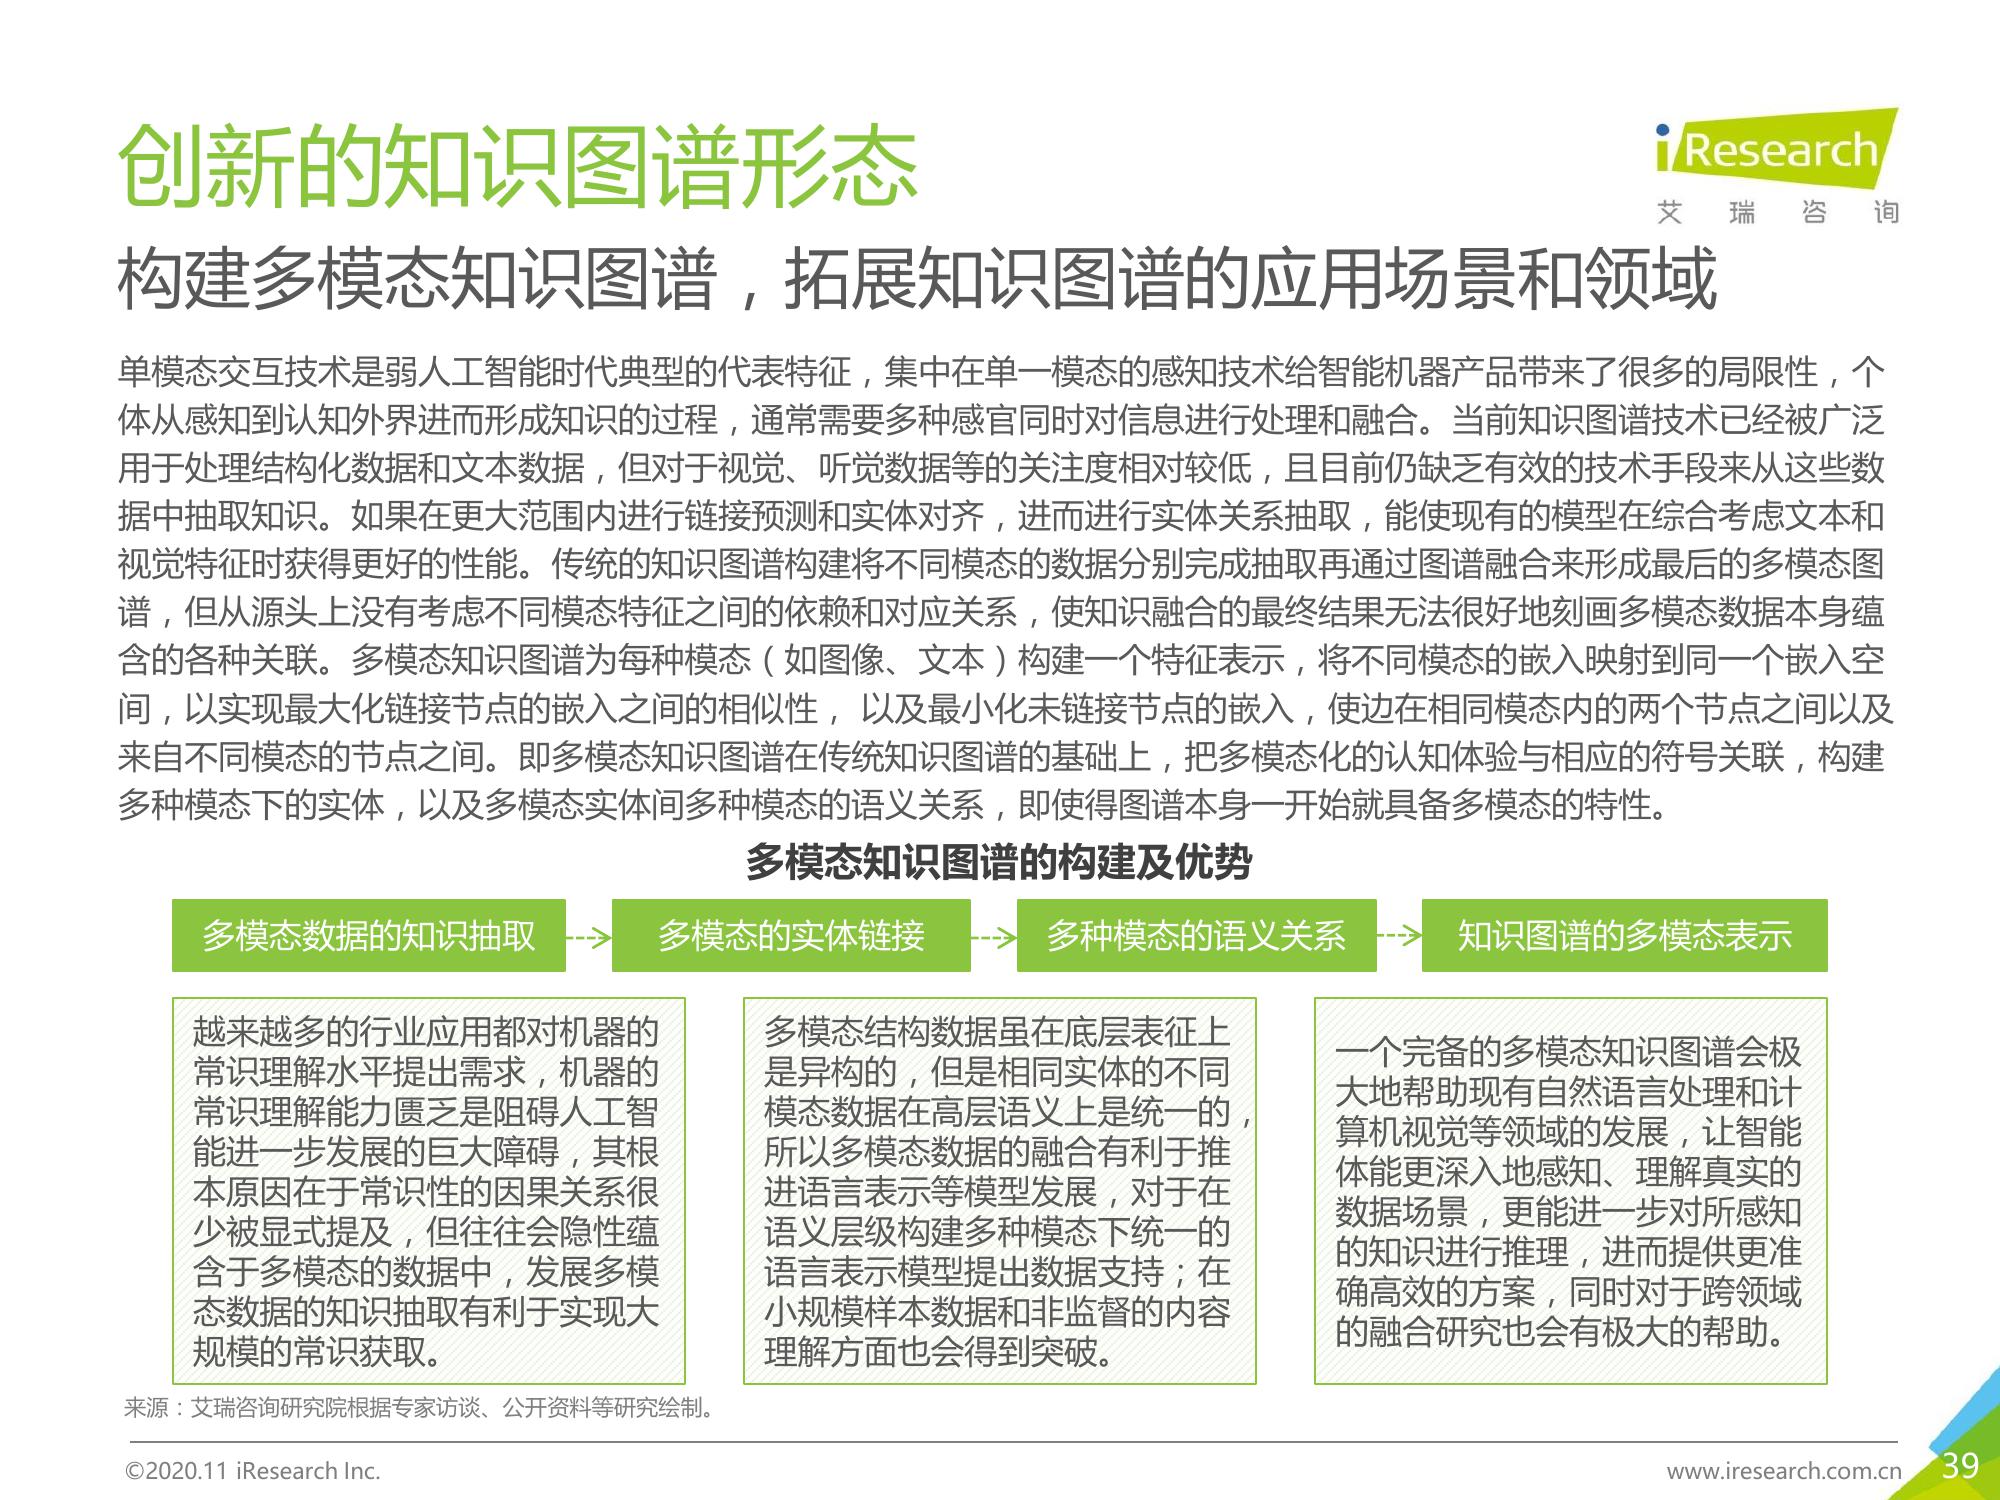 创新的知识图谱形态
iResearch
艾瑞咨询
构建多模态知识图谱，拓展知识图谱的应用场景和领域
单模态交互技术是弱人工智能时代典型的代表特征，集中在单一模态的感知技术给智能机器产品带来了很多的局限性，个
体从感知到认知外界进而形成知识的过程，通常需要多种感官同时对信息进行处理和融合。当前知识图谱技术已经被广泛
用于处理结构化数据和文本数据，但对于视觉、听觉数据等的关注度相对较低，且目前仍缺乏有效的技术手段来从这些数
据中抽取知识。如果在更大范围内进行链接预测和实体对齐，进而进行实体关系抽取，能使现有的模型在综合考虑文本和
视觉特征时获得更好的性能。传统的知识图谱构建将不同模态的数据分别完成抽取再通过图谱融合来形成最后的多模态图
谱，但从源头上没有考虑不同模态特征之间的依赖和对应关系，使知识融合的最终结果无法很好地刻画多模态数据本身蕴
含的各种关联。多模态知识图谱为每种模态（如图像、文本）构建一个特征表示，将不同模态的嵌入映射到同一个嵌入空
间，以实现最大化链接节点的嵌入之间的相似性， 以及最小化未链接节点的嵌入，使边在相同模态内的两个节点之间以及
来自不同模态的节点之间。即多模态知识图谱在传统知识图谱的基础上，把多模态化的认知体验与相应的符号关联，构建
多种模态下的实体，以及多模态实体间多种模态的语义关系，即使得图谱本身一开始就具备多模态的特性。
多模态知识图谱的构建及优势
多模态数据的知识抽取
多模态的实体链接
多种模态的语义关系
知识图谱的多模态表示
越来越多的行业应用都对机器的
常识理解水平提出需求，机器的
常识理解能力匮乏是阻碍人工智
能进一步发展的巨大障碍，其根
本原因在于常识性的因果关系很
少被显式提及，但往往会隐性蕴
含于多模态的数据中，发展多模
态数据的知识抽取有利于实现大
规模的常识获取。
多模态结构数据虽在底层表征上
是异构的，但是相同实体的不同
模态数据在高层语义上是统一的，
所以多模态数据的融合有利于推
进语言表示等模型发展，对于在
语义层级构建多种模态下统一的
语言表示模型提出数据支持；在
小规模样本数据和非监督的内容
理解方面也会得到突破。
一个完备的多模态知识图谱会极
大地帮助现有自然语言处理和计
算机视觉等领域的发展，让智能
体能更深入地感知、理解真实的
数据场景，更能进一步对所感知
的知识进行推理，进而提供更准
确高效的方案，同时对于跨领域
的融合研究也会有极大的帮助。
来源：艾瑞咨询研究院根据专家访谈、公开资料等研究绘制。
©2020.11 iResearch Inc.
www.iresearch.com.cn
39